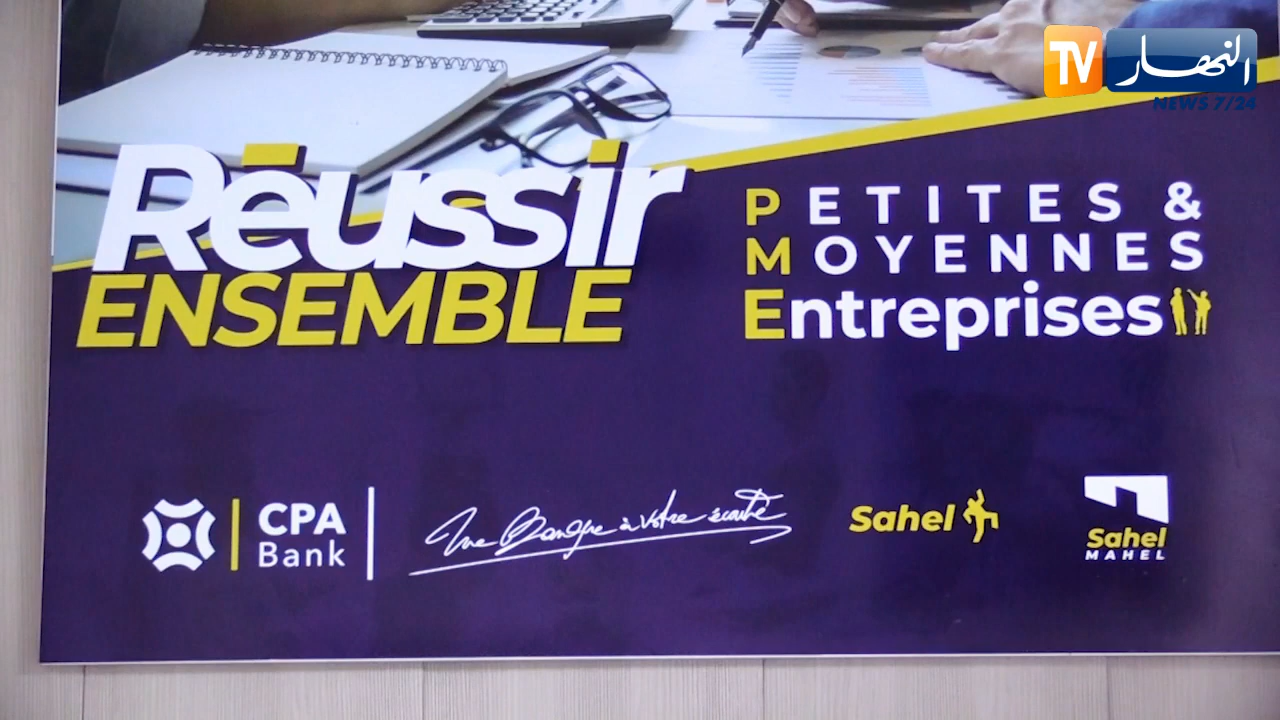 TV النهار
NEWS 7/24
Réussir
ENSEMBLE
PETITES &
MOYENNES
Entreprises
CPA
Bank
Une Banque à votre écoute
Sahel
Sahel
MAHEL